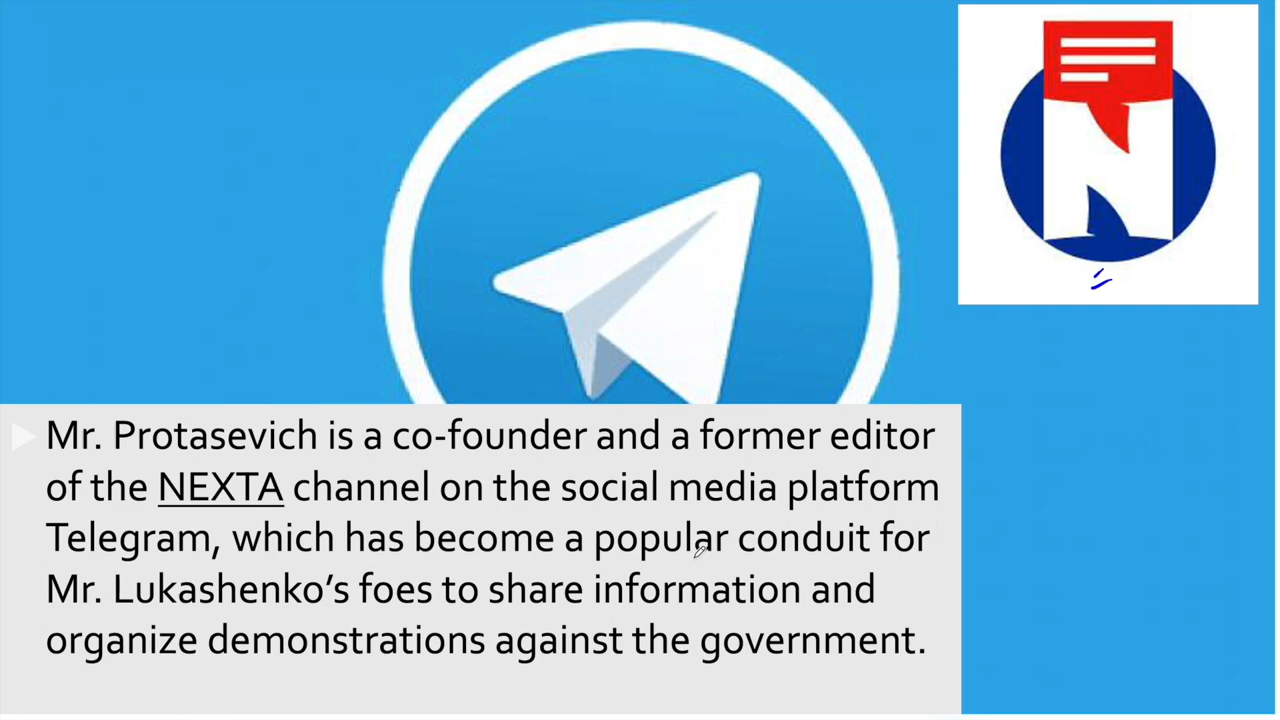 N
Mr. Protasevich is a co-founder and a former editor
of the NEXTA channel on the social media platform
Telegram, which has become a popular conduit for
Mr. Lukashenko’s foes to share information and
organize demonstrations against the government.